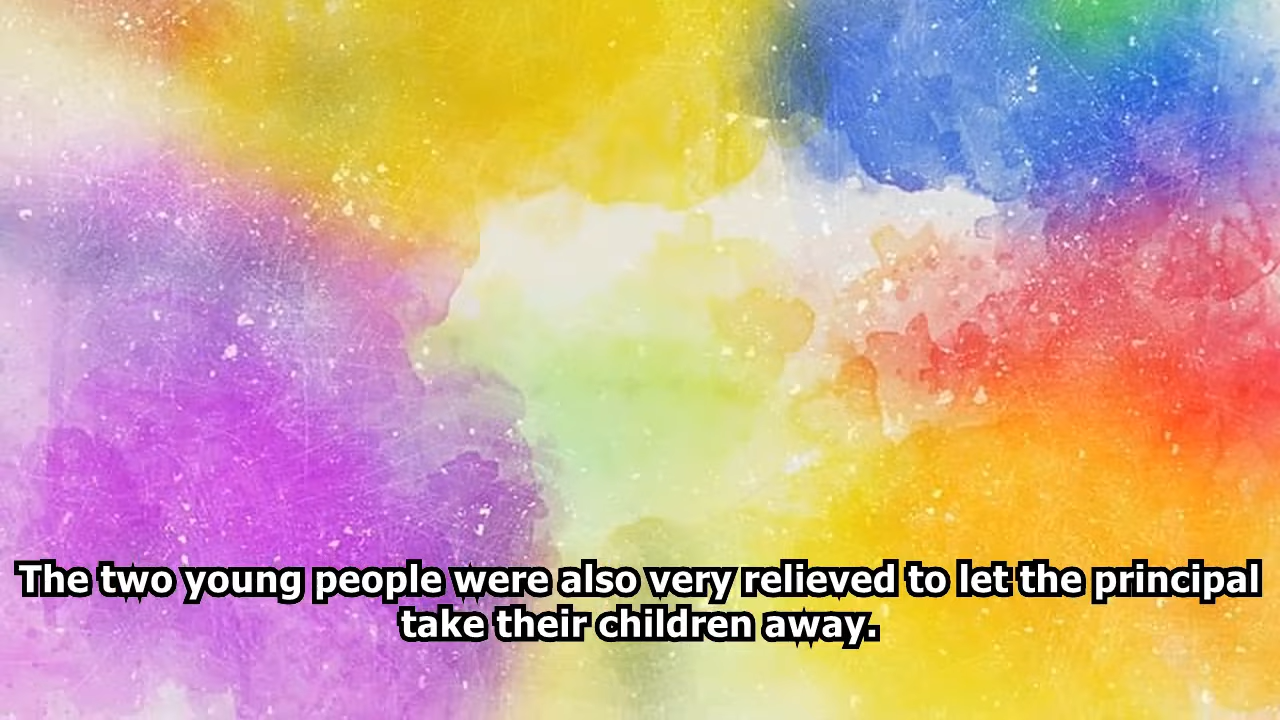 The two young people were also very relieved to let the principal
take their children away.